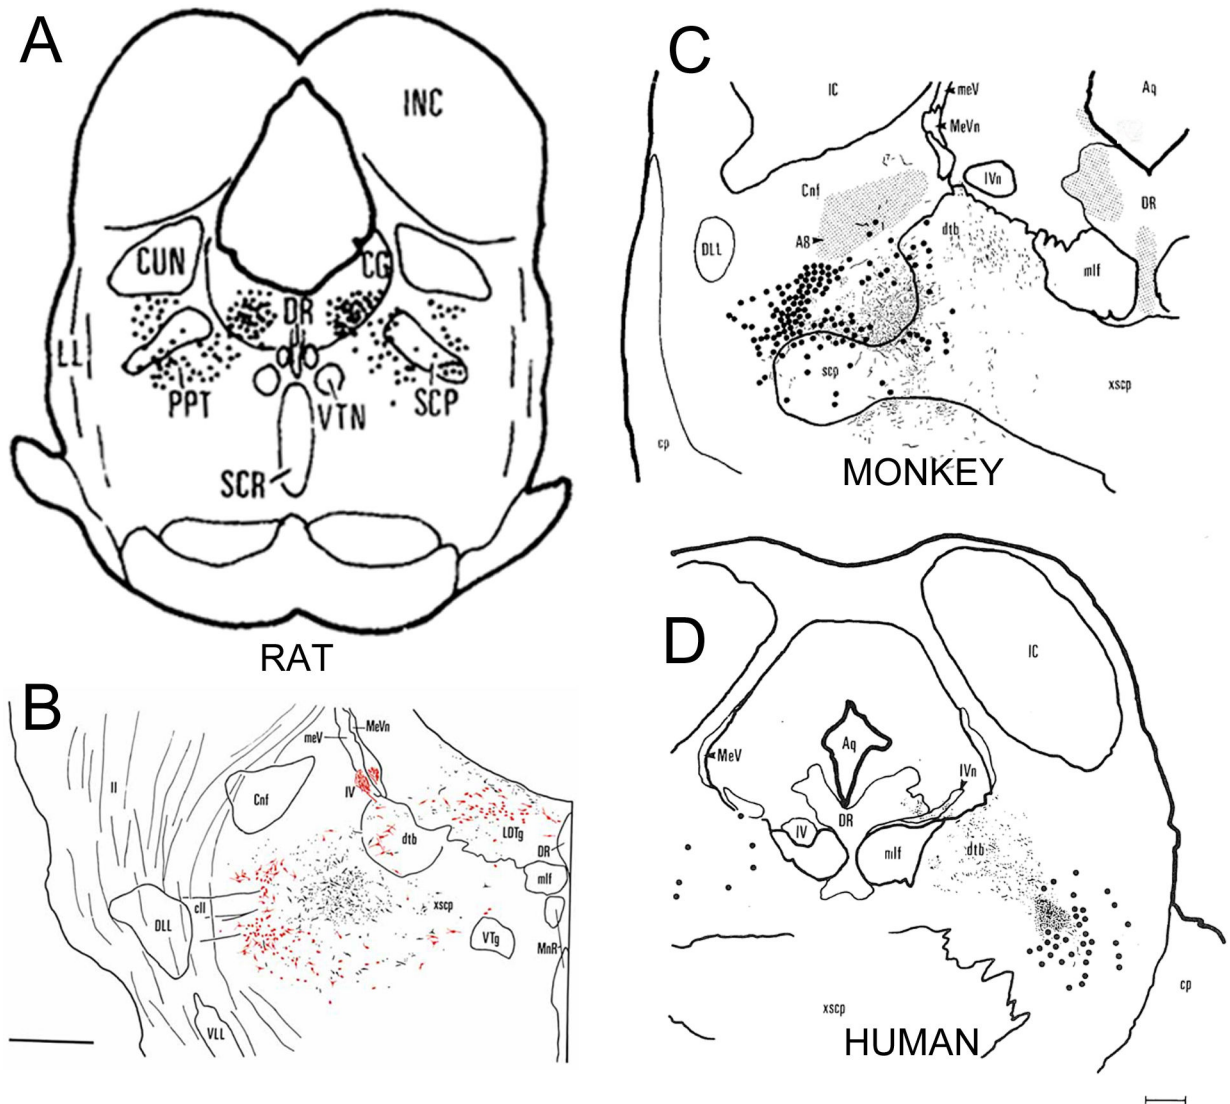 A
INC
CUN
CG
DR
LL
PPT
VTN
SCP
SCR
RAT
B
MeVn
meV
ll
Cnf
IV
dtb
LDTg
DR
mlf
DLL
cll
xscp
VTg
MnR
VLL
C
IC
meV
MeVn
Aq
Cnf
IVn
DR
A8
dtb
DLL
mlf
scp
xscp
cp
MONKEY
D
IC
Aq
MeV
IVn
DR
IV
mlf
dtb
cp
xscp
HUMAN